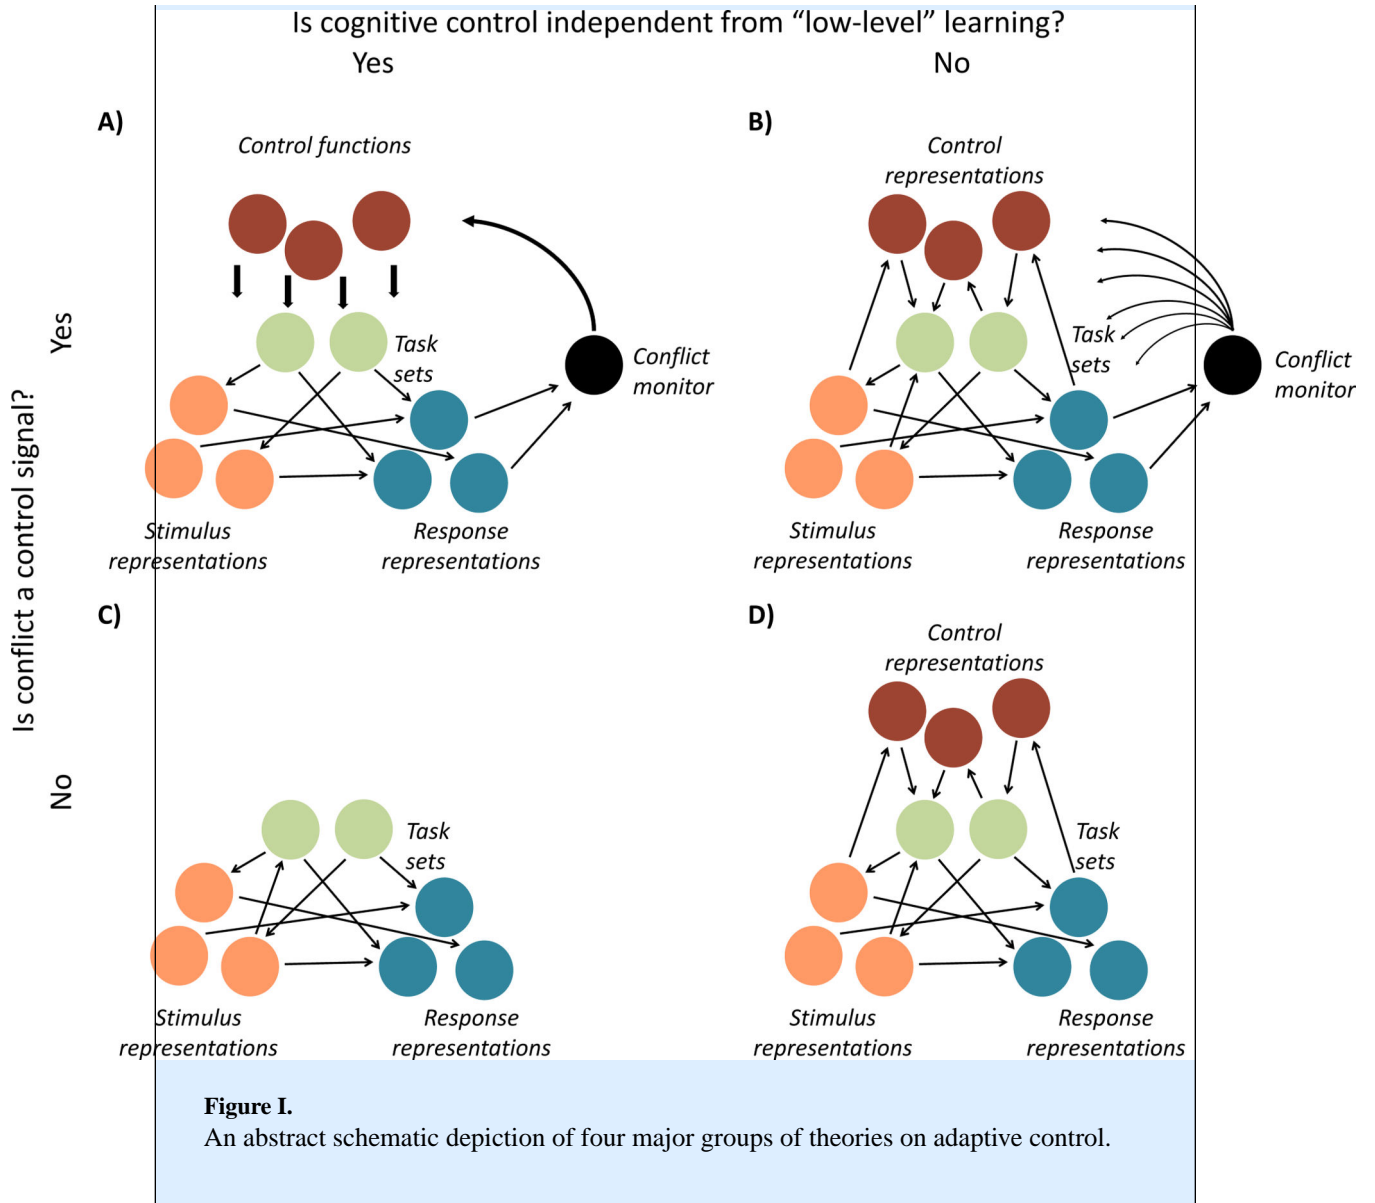 Is cognitive control independent from “low-level” learning?
Yes
No
Is conflict a control signal?
Yes
No
A)
Control functions
Task
sets
Conflict
monitor
Stimulus
representations
Response
representations
B)
Control
representations
Task
sets
Conflict
monitor
Stimulus
representations
Response
representations
C)
Task
sets
Stimulus
representations
Response
representations
D)
Control
representations
Task
sets
Stimulus
representations
Response
representations
Figure I.
An abstract schematic depiction of four major groups of theories on adaptive control.